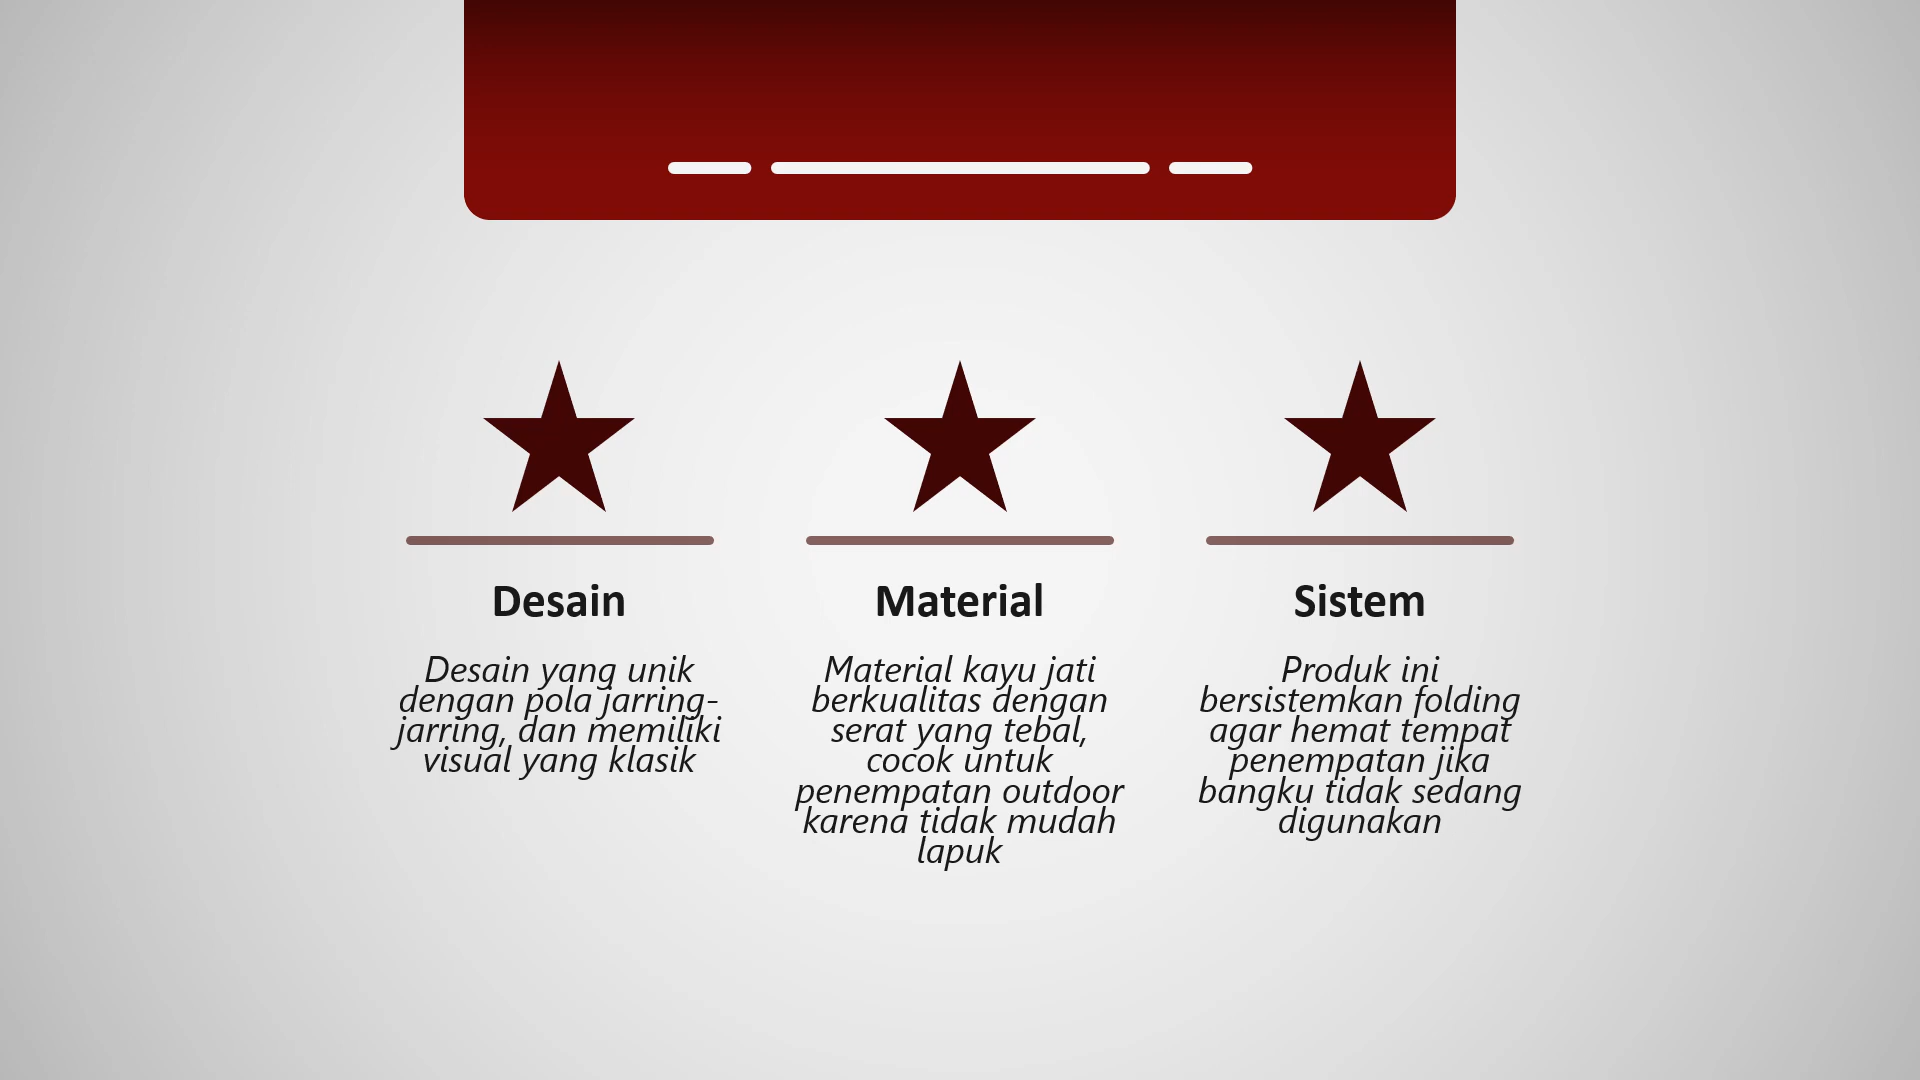 Desain
Desain yang unik
dengan pola jarring-
jarring, dan memiliki
visual yang klasik
Material
Material kayu jati
berkualitas dengan
serat yang tebal,
cocok untuk
penempatan outdoor
karena tidak mudah
lapuk
Sistem
Produk ini
bersistemkan folding
agar hemat tempat
penempatan jika
bangku tidak sedang
digunakan